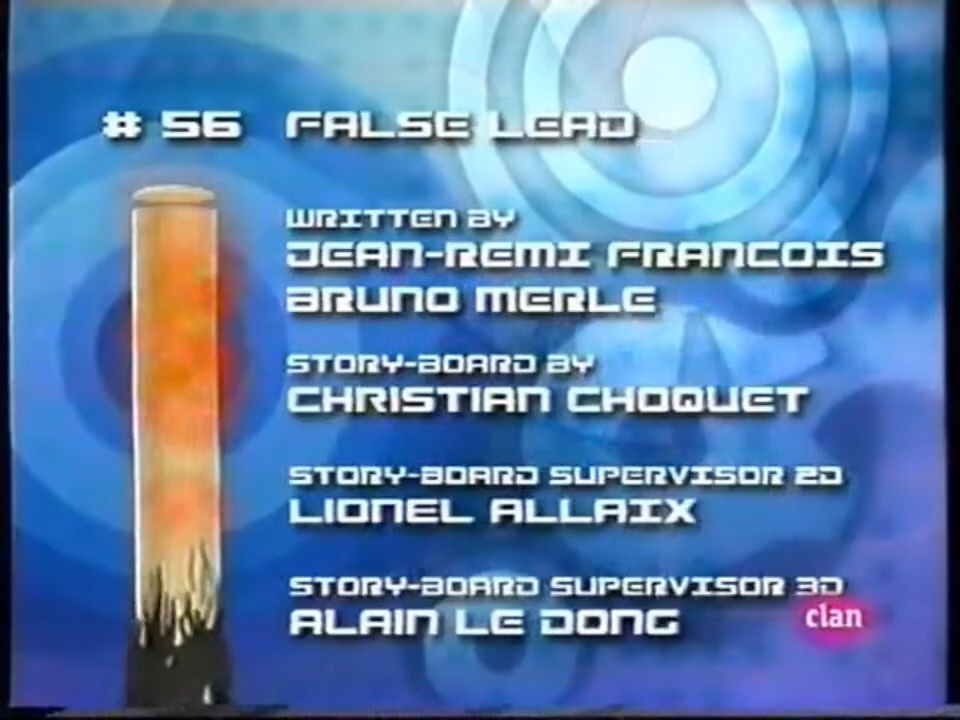 # 56 FALSE LEAD
WRITTEN BY
JEAN-REMI FRANCOIS
BRUNO MERLE
STORY-BOARD BY
CHRISTIAN CHOQUET
STORY-BOARD SUPERVISOR 2D
LIONEL ALLAIX
STORY-BOARD SUPERVISOR 3D
ALAIN LE DONG
clan